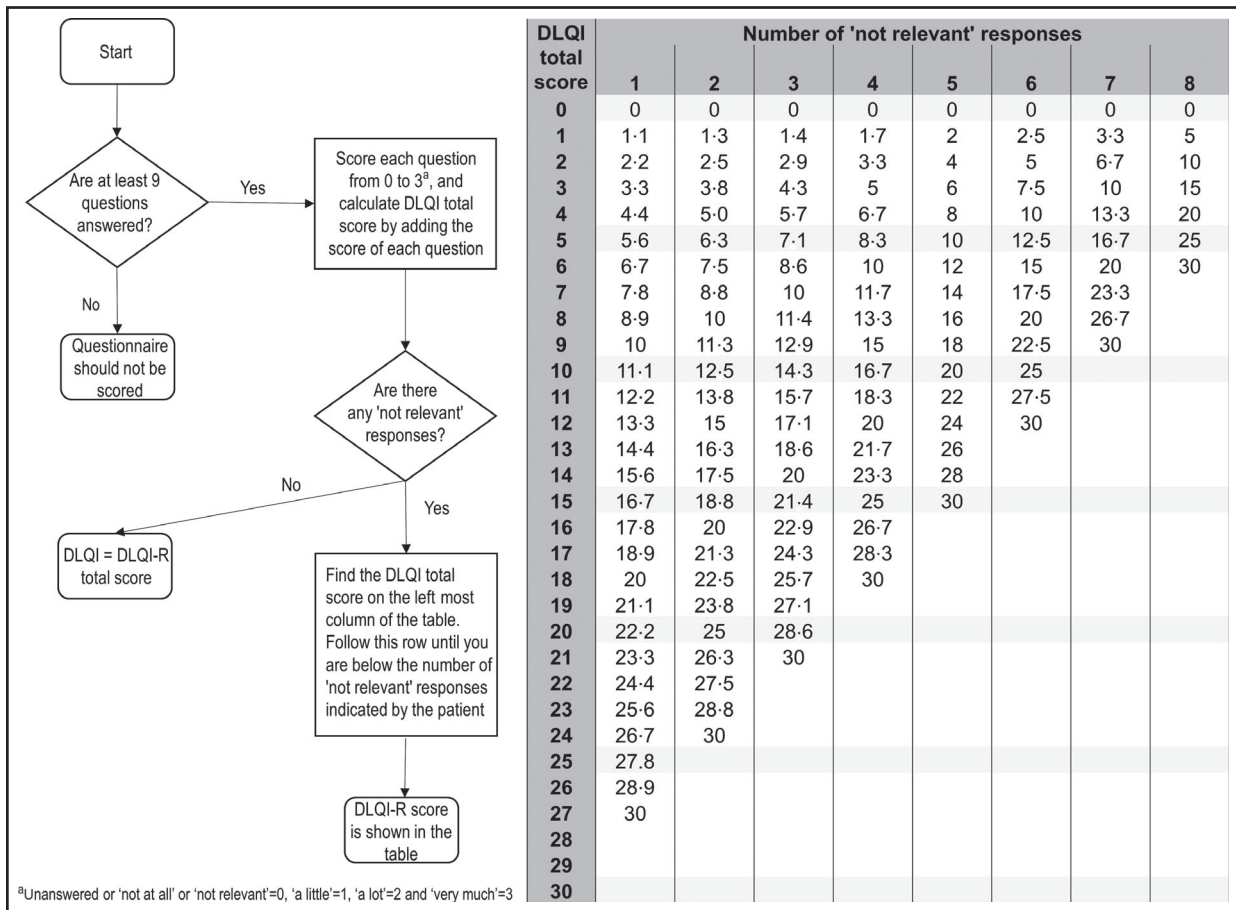 Start
Are at least 9
questions
answered?
Yes
Score each question
from 0 to 3ª, and
calculate DLQI total
score by adding the
score of each question
No
Questionnaire
should not be
scored
Are there
any 'not relevant'
responses?
No
Yes
DLQI = DLQI-R
total score
Find the DLQI total
score on the left most
column of the table.
Follow this row until you
are below the number of
'not relevant' responses
indicated by the patient
DLQI-R score
is shown in the
table
ªUnanswered or 'not at all' or 'not relevant'=0, 'a little'=1, 'a lot'=2 and 'very much'=3
DLQI Number of 'not relevant' responses
total
score 1 2 3 4 5 6 7 8
0 0 0 0 0 0 0 0 0
1 1·1 1·3 1·4 1·7 2 2·5 3·3 5
2 2·2 2·5 2·9 3·3 4 5 6·7 10
3 3·3 3·8 4·3 5 6 7·5 10 15
4 4·4 5·0 5·7 6·7 8 10 13·3 20
5 5·6 6·3 7·1 8·3 10 12·5 16·7 25
6 6·7 7·5 8·6 10 12 15 20 30
7 7·8 8·8 10 11·7 14 17·5 23·3
8 8·9 10 11·4 13·3 16 20 26·7
9 10 11·3 12·9 15 18 22·5 30
10 11·1 12·5 14·3 16·7 20 25
11 12·2 13·8 15·7 18·3 22 27·5
12 13·3 15 17·1 20 24 30
13 14·4 16·3 18·6 21·7 26
14 15·6 17·5 20 23·3 28
15 16·7 18·8 21·4 25 30
16 17·8 20 22·9 26·7
17 18·9 21·3 24·3 28·3
18 20 22·5 25·7 30
19 21·1 23·8 27·1
20 22·2 25 28·6
21 23·3 26·3 30
22 24·4 27·5
23 25·6 28·8
24 26·7 30
25 27.8
26 28·9
27 30
28
29
30